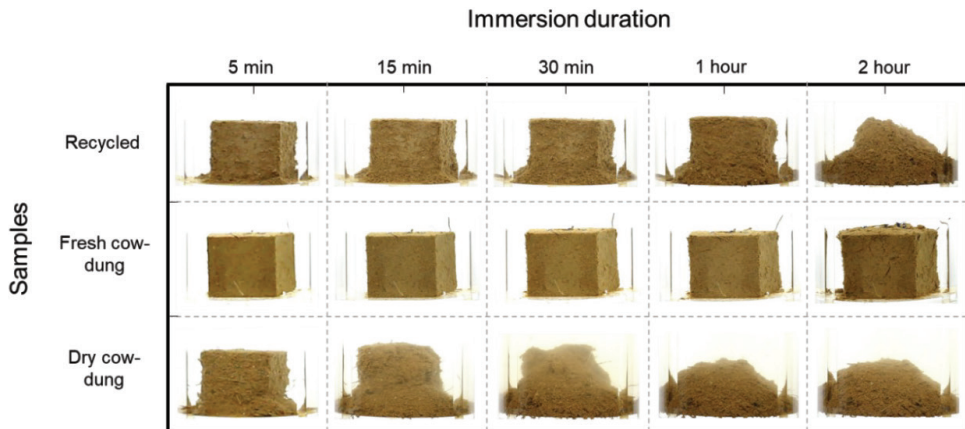 Immersion duration
5 min 15 min 30 min 1 hour 2 hour
Recycled
Fresh cow-
dung
Dry cow-
dung
Samples